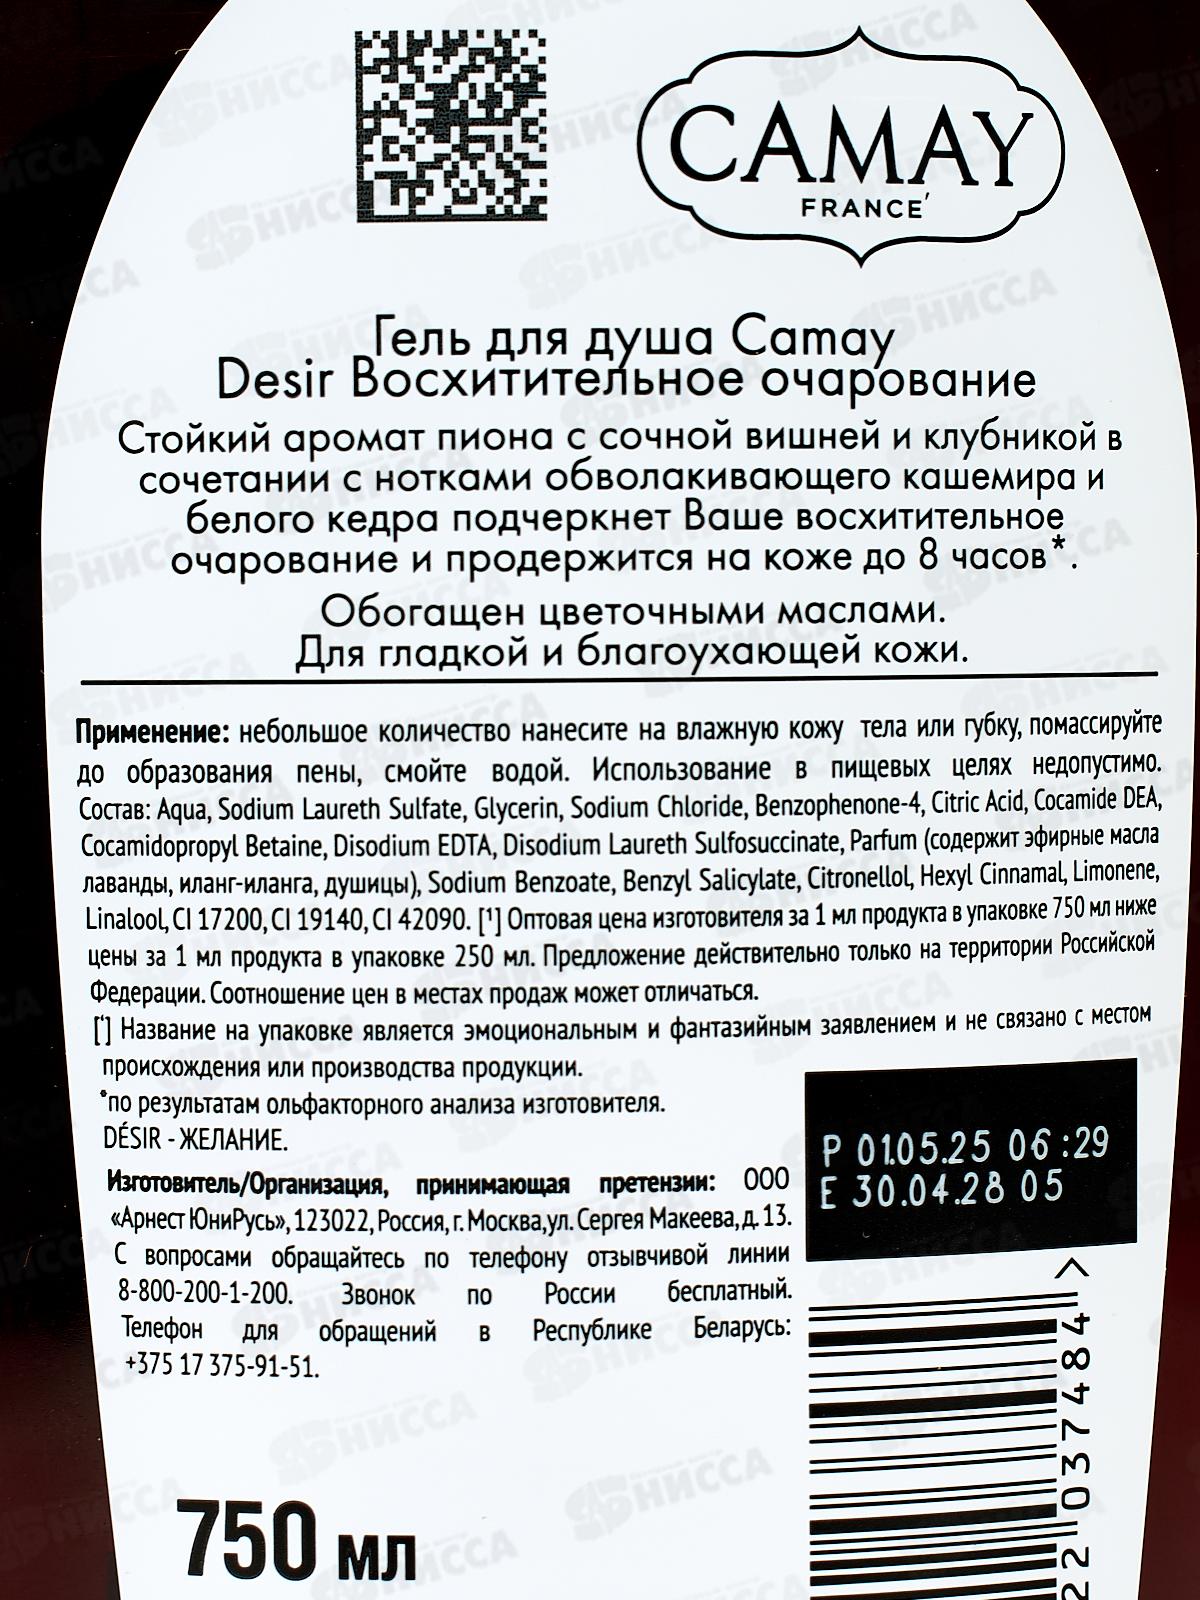 CAMAY
FRANCE'
Гель для душа Camay
Desir Восхитительное очарование
Стойкий аромат пиона с сочной вишней и клубникой в
сочетании с нотками обволакивающего кашемира и
белого кедра подчеркнет Ваше восхитительное
очарование и продержится на коже до 8 часов*.
Обогащен цветочными маслами.
Для гладкой и благоухающей кожи.
Применение: небольшое количество нанесите на влажную кожу тела или губку, помассируйте
до образования пены, смойте водой. Использование в пищевых целях недопустимо.
Состав: Aqua, Sodium Laureth Sulfate, Glycerin, Sodium Chloride, Benzophenone-4, Citric Acid, Cocamide DEA,
Cocamidopropyl Betaine, Disodium EDTA, Disodium Laureth Sulfosuccinate, Parfum (содержит эфирные масла
лаванды, иланг-иланга, душицы), Sodium Benzoate, Benzyl Salicylate, Citronellol, Hexyl Cinnamal, Limonene,
Linalool, CI 17200, CI 19140, CI 42090. [¹] Оптовая цена изготовителя за 1 мл продукта в упаковке 750 мл ниже
цены за 1 мл продукта в упаковке 250 мл. Предложение действительно только на территории Российской
Федерации. Соотношение цен в местах продаж может отличаться.
['] Название на упаковке является эмоциональным и фантазийным заявлением и не связано с местом
происхождения или производства продукции.
*по результатам ольфакторного анализа изготовителя.
DÉSIR - ЖЕЛАНИЕ.
Изготовитель/Организация, принимающая претензии: ООО
«Арнест ЮниРусь», 123022, Россия, г. Москва, ул. Сергея Макеева, д. 13.
С вопросами обращайтесь по телефону отзывчивой линии
8-800-200-1-200. Звонок по России бесплатный.
Телефон для обращений в Республике Беларусь:
+375 17 375-91-51.
P 01.05.25 06:29
E 30.04.28 05
22037484 >
750 мл
БНИССА